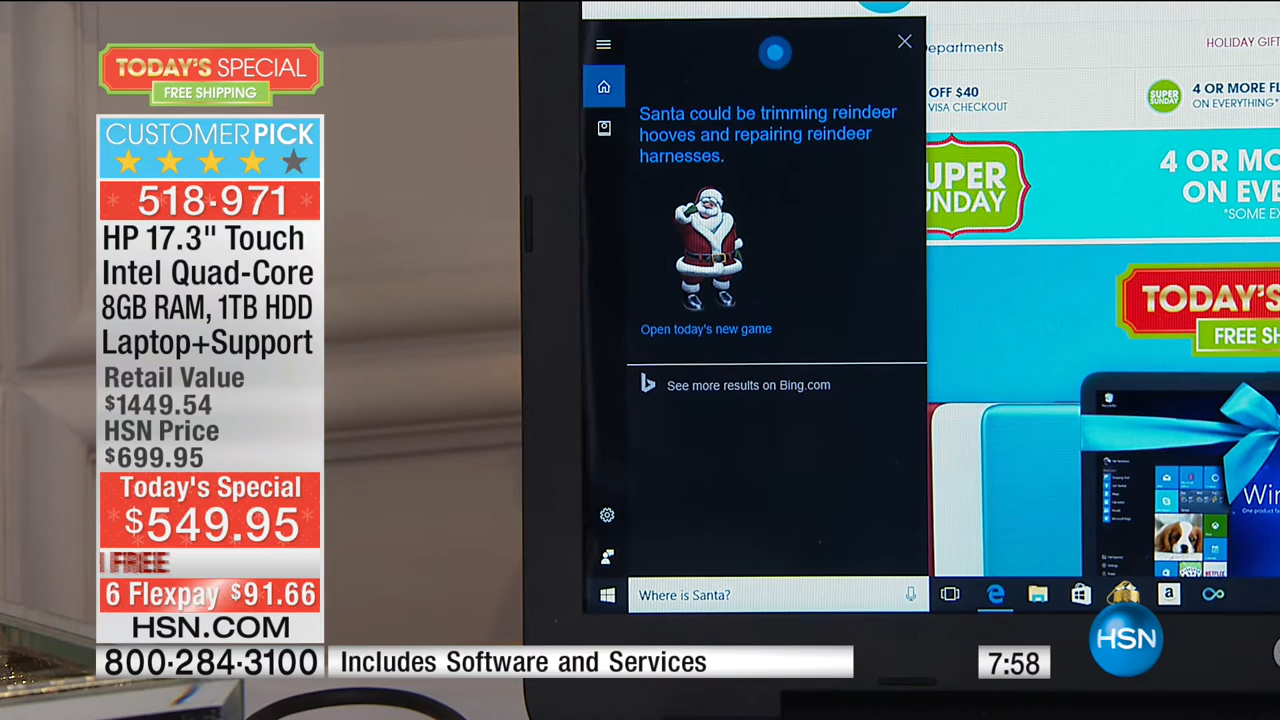 TODAY'S SPECIAL
FREE SHIPPING
CUSTOMER PICK
518-971
HP 17.3" Touch
Intel Quad-Core
8GB RAM, 1TB HDD
Laptop+Support
Retail Value
$1449.54
HSN Price
$699.95
Today's Special
$549.95
FREE
6 Flexpay $91.66
HSN.COM
800·284·3100
Includes Software and Services
7:58
HSN
Santa could be trimming reindeer
hooves and repairing reindeer
harnesses.
Open today's new game
See more results on Bing.com
Where is Santa?
epartments
HOLIDAY GIFT
OFF $40
VISA CHECKOUT
SUPER
SUNDAY
4 OR MORE FL
ON EVERYTHING*
UPER
UNDAY
4 OR MO
ON EVE
*SOME EX
TODAY'S
FREE SH
Win
a